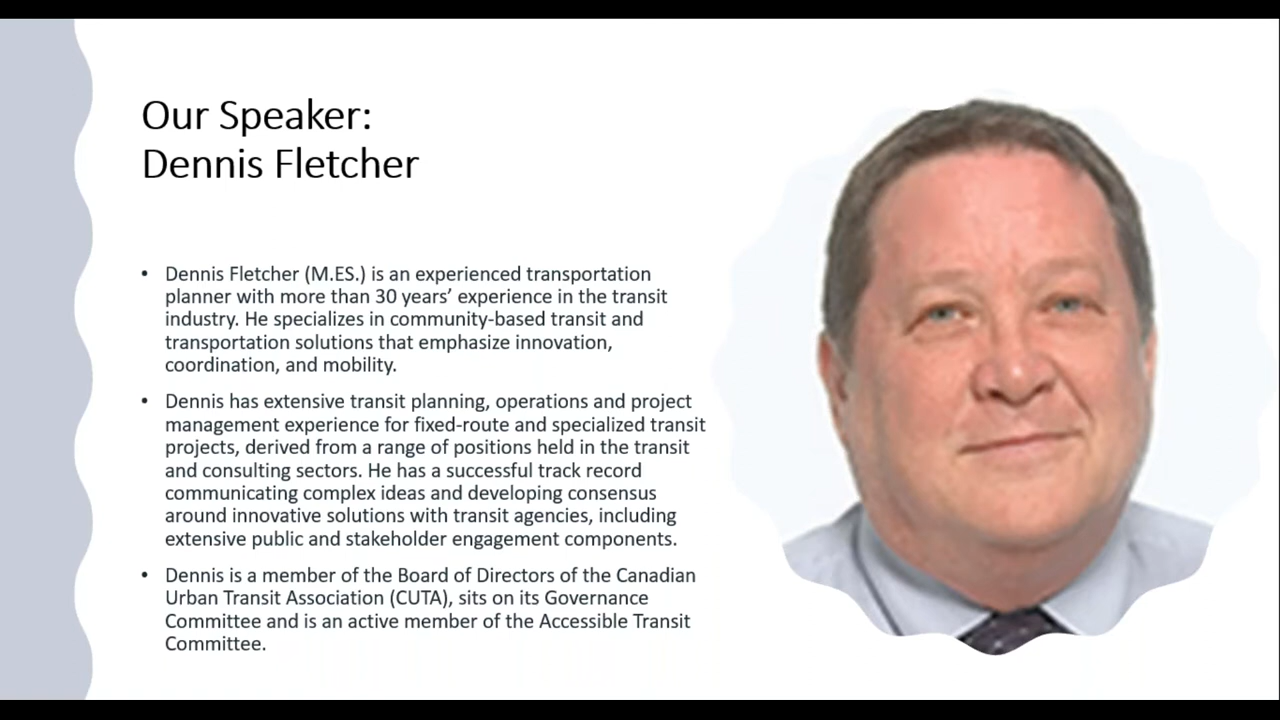 Our Speaker:
Dennis Fletcher
• Dennis Fletcher (M.ES.) is an experienced transportation
planner with more than 30 years’ experience in the transit
industry. He specializes in community-based transit and
transportation solutions that emphasize innovation,
coordination, and mobility.
• Dennis has extensive transit planning, operations and project
management experience for fixed-route and specialized transit
projects, derived from a range of positions held in the transit
and consulting sectors. He has a successful track record
communicating complex ideas and developing consensus
around innovative solutions with transit agencies, including
extensive public and stakeholder engagement components.
• Dennis is a member of the Board of Directors of the Canadian
Urban Transit Association (CUTA), sits on its Governance
Committee and is an active member of the Accessible Transit
Committee.